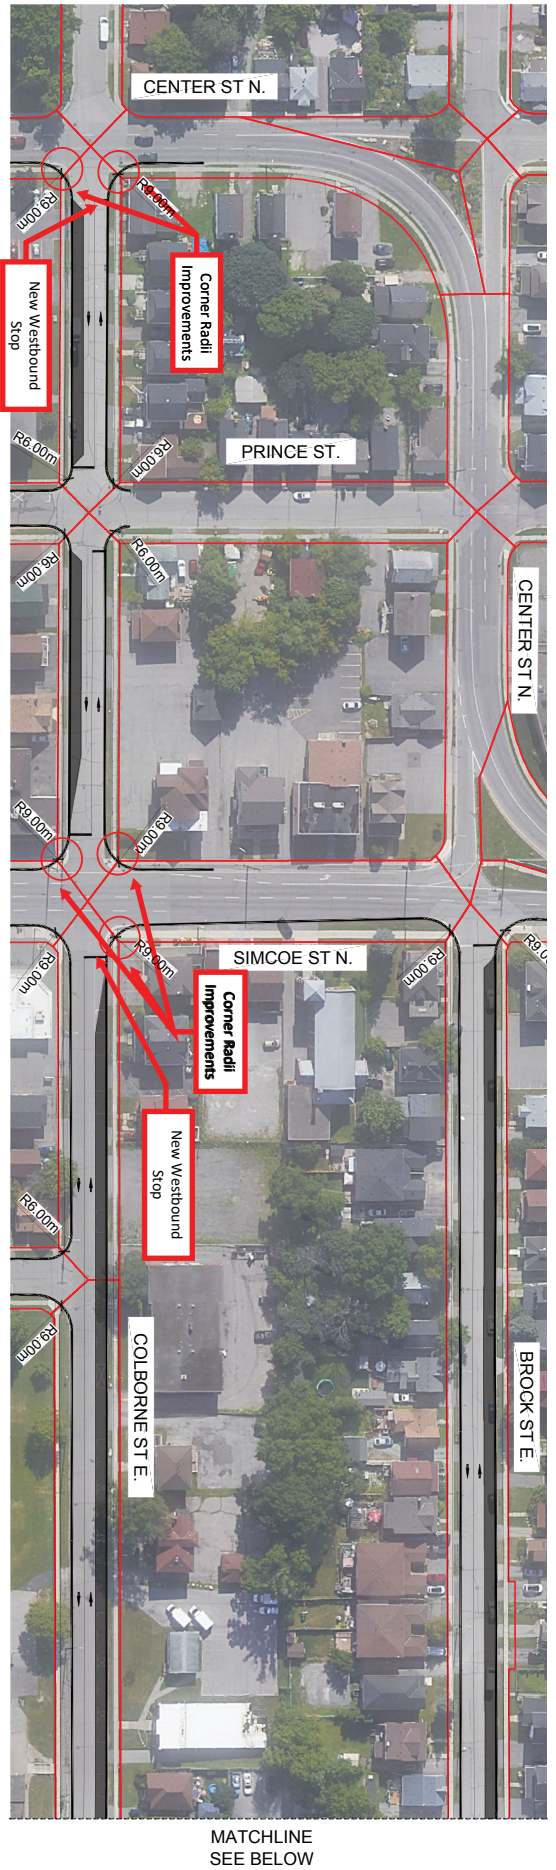 CENTER ST N.
R9.00m
R9.00m
Corner Radii
Improvements
New Westbound
Stop
R6.00m
R6.00m
PRINCE ST.
R6.00m
R6.00m
CENTER ST N.
R9.00m
R9.00m
R9.00m
R9.00m
SIMCOE ST N.
R9.00m
R9.0
Corner Radii
Improvements
New Westbound
Stop
R6.00m
R9.00m
COLBORNE ST E.
BROCK ST E.
MATCHLINE
SEE BELOW